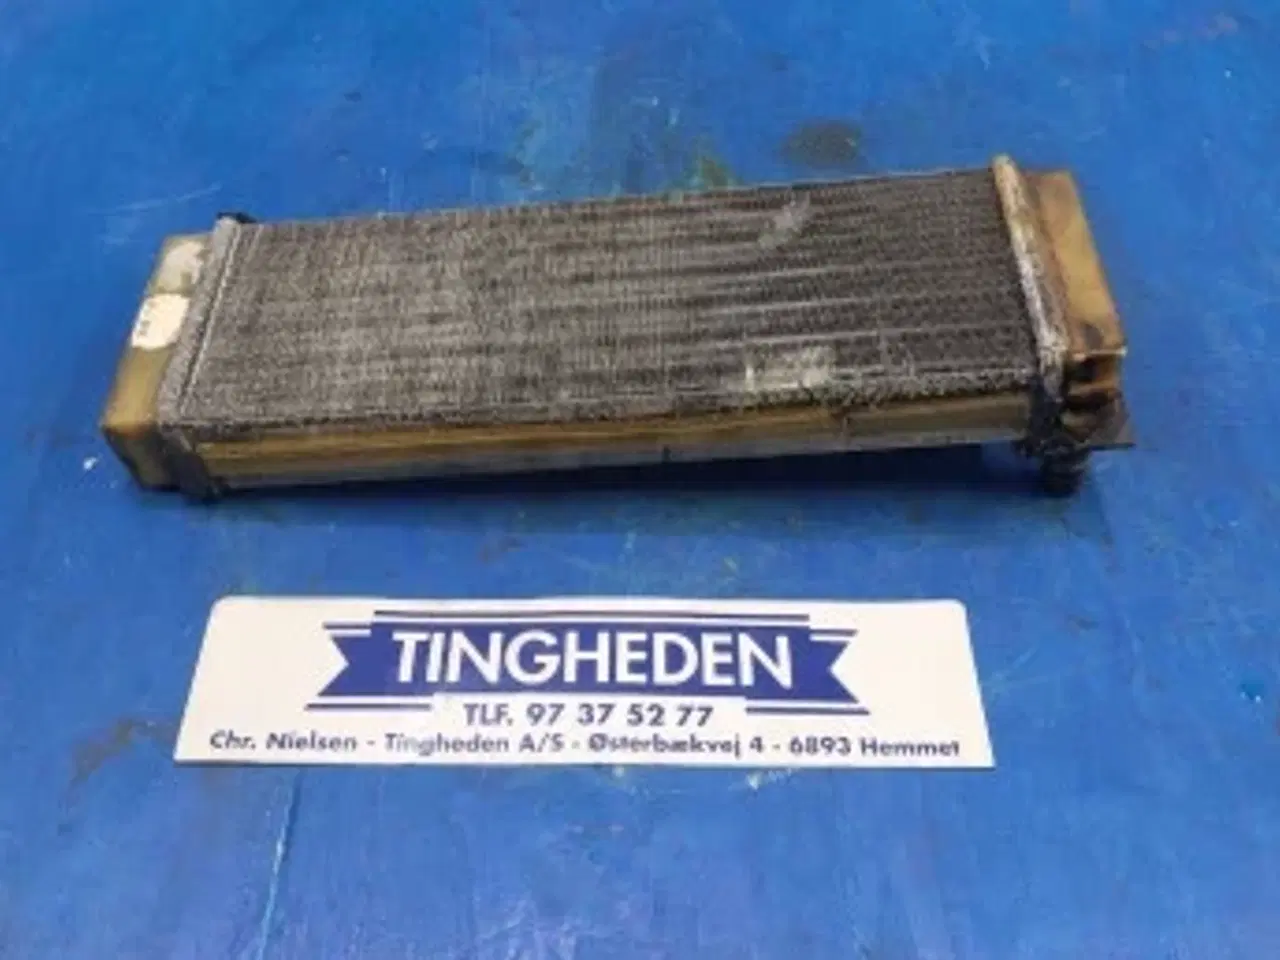 TINGHEDEN
TLF. 97 37 52 77
Chr. Nielsen - Tingheden A/S - Østerbækvej 4 - 6893 Hemmet